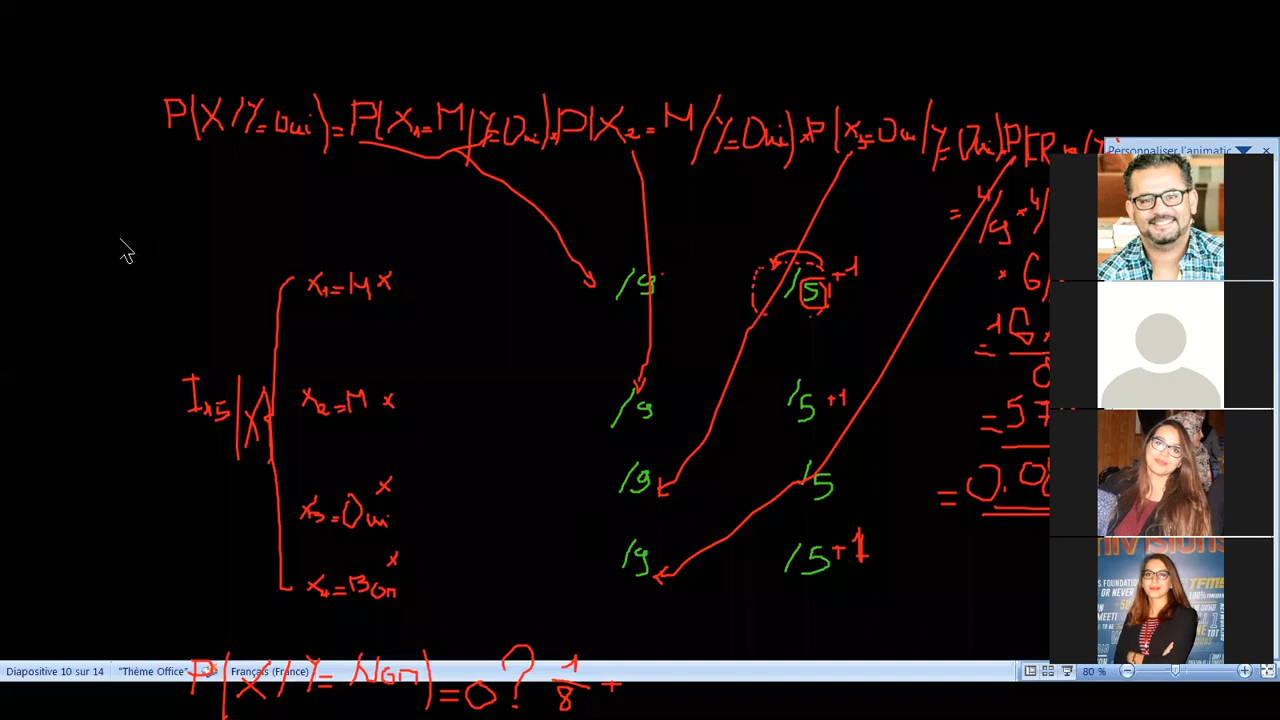 P(X/Y=Oui)=P(X1=M/Y=Oui).P(X2=M/Y=Oui)×P(X3=Oui/Y=Oui).P(
Personnaliser l'animatic
= 4/9 × 4/
× 6/
x1=M x
/9
/5 +1
=
Ix5 X
x2=M x
/9
/5 +1
= 57
x3=Oui x
/9
/5
= 0.0
x4=Bon x
/9
/5 +1
P(X/Y=Non)=0? 1/8 +
Diapositive 10 sur 14
"Thème Office"
Français (France)
80 %